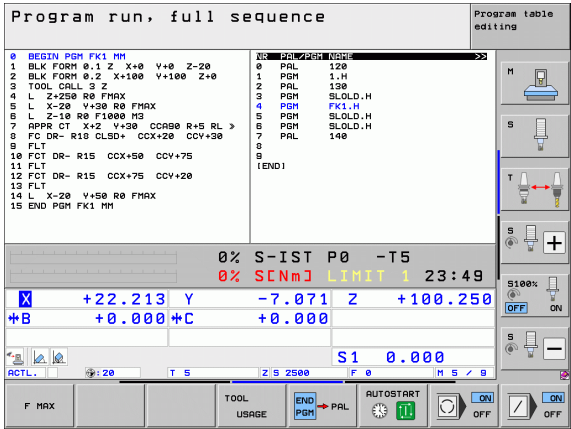 Program run, full sequence
Program table
editing
0 BEGIN PGM FK1 MM
1 BLK FORM 0.1 Z X+0 Y+0 Z-20
2 BLK FORM 0.2 X+100 Y+100 Z+0
3 TOOL CALL 3 Z
4 L Z+250 R0 FMAX
5 L X-20 Y+30 R0 FMAX
6 L Z-10 R0 F1000 M3
7 APPR CT X+2 Y+30 CCA90 R+5 RL »
8 FC DR- R18 CLSD+ CCX+20 CCY+30
9 FLT
10 FCT DR- R15 CCX+50 CCY+75
11 FLT
12 FCT DR- R15 CCX+75 CCY+20
13 FLT
14 L X-20 Y+50 R0 FMAX
15 END PGM FK1 MM
NR PAL/PGM NAME >>
0 PAL 120
1 PGM 1.H
2 PAL 130
3 PGM SLOLD.H
4 PGM FK1.H
5 PGM SLOLD.H
6 PGM SLOLD.H
7 PAL 140
8
9
[END]
M
S
T
S
S100%
OFF ON
S
0% S-IST P0 -T5
0% S[Nm] LIMIT 1 23:49
X +22.213 Y -7.071 Z +100.250
B +0.000 C +0.000
S1 0.000
ACTL. : 20 T 5 Z S 2500 F 0 M 5 / 9
F MAX
TOOL
USAGE
END
PGM → PAL
AUTOSTART
ON
OFF
ON
OFF